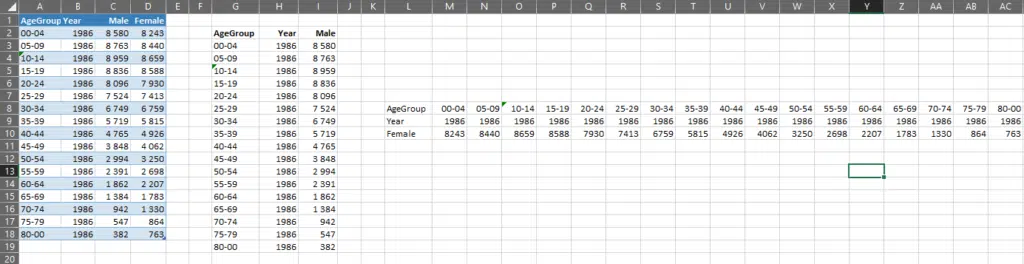 A B C D E F G H I J K L M N O P Q R S T U V W X Y Z AA AB AC
1 AgeGroup Year Male Female
2 00-04 1986 8 580 8 243 AgeGroup Year Male
3 05-09 1986 8 763 8 440 00-04 1986 8 580
4 10-14 1986 8 959 8 659 05-09 1986 8 763
5 15-19 1986 8 836 8 588 10-14 1986 8 959
6 20-24 1986 8 096 7 930 15-19 1986 8 836
7 25-29 1986 7 524 7 413 20-24 1986 8 096
8 30-34 1986 6 749 6 759 25-29 1986 7 524 AgeGroup 00-04 05-09 10-14 15-19 20-24 25-29 30-34 35-39 40-44 45-49 50-54 55-59 60-64 65-69 70-74 75-79 80-00
9 35-39 1986 5 719 5 815 30-34 1986 6 749 Year 1986 1986 1986 1986 1986 1986 1986 1986 1986 1986 1986 1986 1986 1986 1986 1986 1986
10 40-44 1986 4 765 4 926 35-39 1986 5 719 Female 8243 8440 8659 8588 7930 7413 6759 5815 4926 4062 3250 2698 2207 1783 1330 864 763
11 45-49 1986 3 848 4 062 40-44 1986 4 765
12 50-54 1986 2 994 3 250 45-49 1986 3 848
13 55-59 1986 2 391 2 698 50-54 1986 2 994
14 60-64 1986 1 862 2 207 55-59 1986 2 391
15 65-69 1986 1 384 1 783 60-64 1986 1 862
16 70-74 1986 942 1 330 65-69 1986 1 384
17 75-79 1986 547 864 70-74 1986 942
18 80-00 1986 382 763 75-79 1986 547
19 80-00 1986 382
20